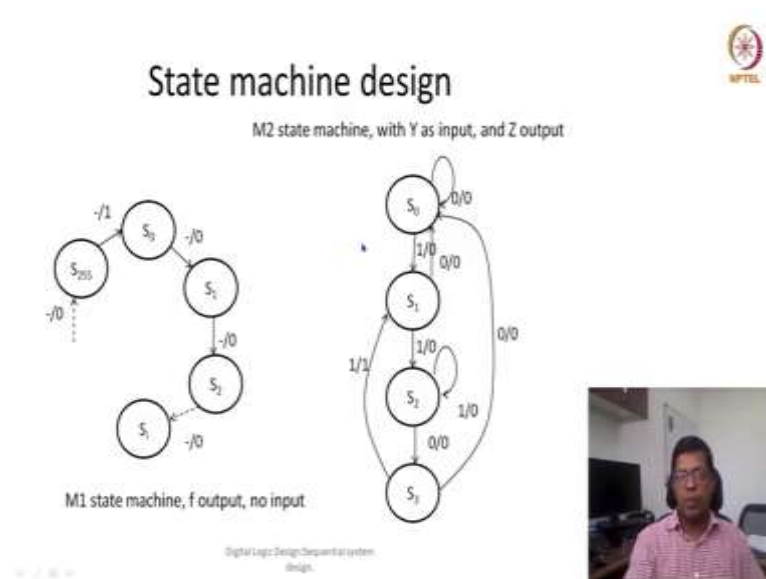 NPTEL
State machine design
M2 state machine, with Y as input, and Z output
-/1
S0
-/0
S255
S1
-/0
-/0
S2
Si
-/0
M1 state machine, f output, no input
S0
0/0
1/0
0/0
S1
1/0
1/1
0/0
S2
1/0
0/0
S3
Digital Logic Design:Sequential system
design.